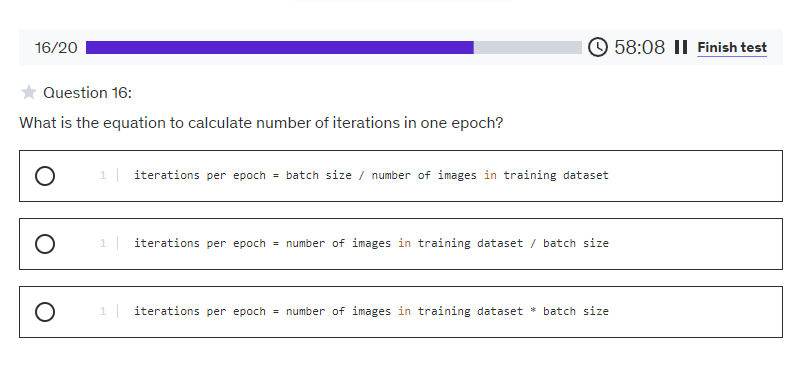 16/20 58:08 Finish test
Question 16:
What is the equation to calculate number of iterations in one epoch?
1 iterations per epoch = batch size / number of images in training dataset
1 iterations per epoch = number of images in training dataset / batch size
1 iterations per epoch = number of images in training dataset * batch size